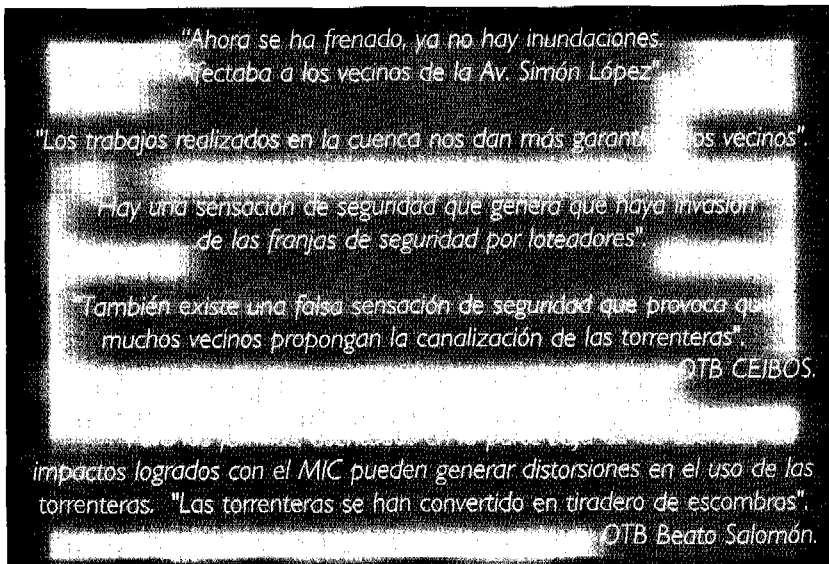 "Ahora se ha frenado, ya no hay inundaciones.
Afectaba a los vecinos de la Av. Simón López"
"Los trabajos realizados en la cuenca nos dan más os vecinos".
"Hay una sensación de seguridad que genera que haya invasión
de las franjas de seguridad por loteadores".
"También existe una falsa sensación de seguridad que provoca que
muchos vecinos propongan la canalización de las torrenteras".
OTB CEIBOS.
impactos logrados con el MIC pueden generar distorsiones en el uso de las
torrenteras. "Las torrenteras se han convertido en tiradero de escombros".
OTB Beato Salomón.